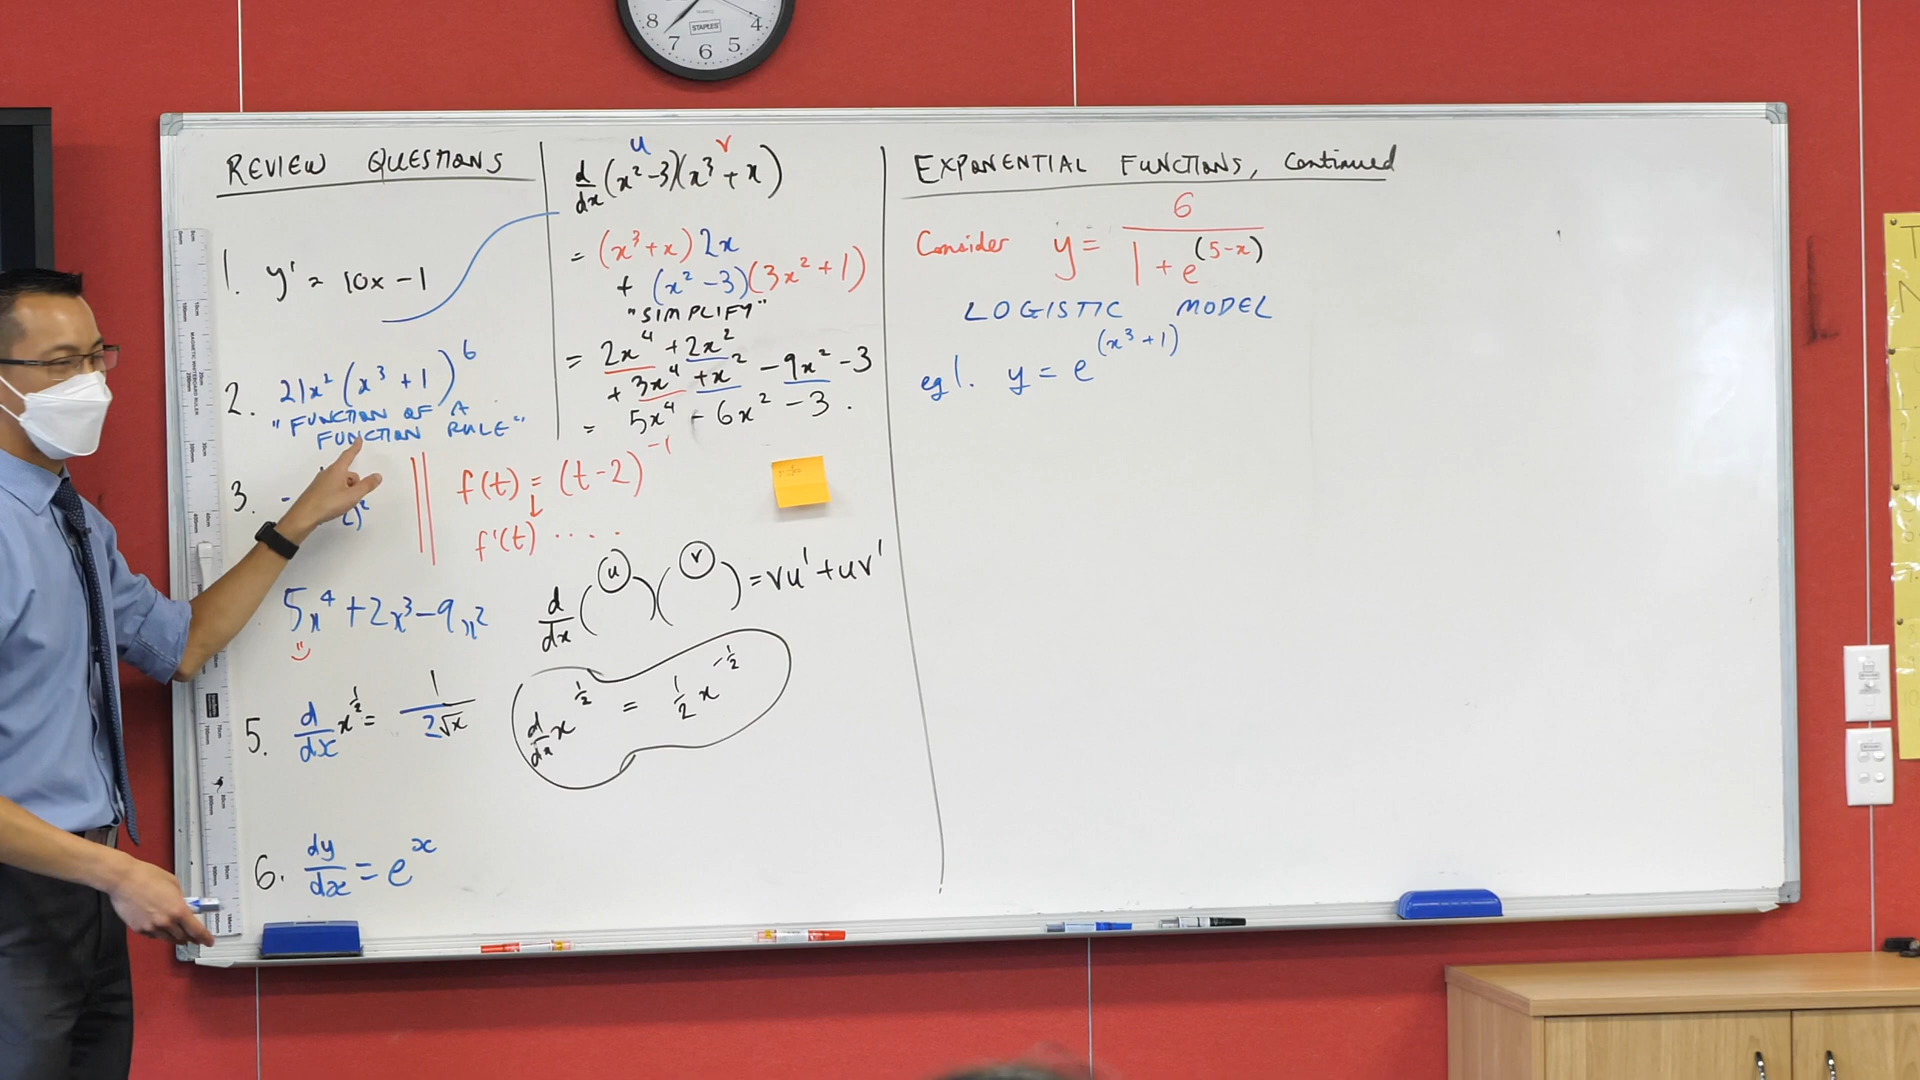 REVIEW QUESTIONS
1. y' = 10x - 1
2. 21x² (x³ + 1)⁶
"FUNCTION OF A
FUNCTION RULE"
3.
5x⁴ + 2x³ - 9x²
5. d/dx x^½ = 1/(2√x)
6. dy/dx = eˣ
u v
d/dx (x² - 3)(x³ + x)
= (x³ + x) 2x
+ (x² - 3)(3x² + 1)
"SIMPLIFY"
= 2x⁴ + 2x²
+ 3x⁴ + x² - 9x² - 3
= 5x⁴ - 6x² - 3.
f(t) = (t - 2)⁻¹
↓
f'(t) ....
d/dx (u)(v) = vu' + uv'
d/dx x^½ = ½ x^-½
EXPONENTIAL FUNCTIONS, Continued
Consider y = 6/(1 + e^(5-x))
LOGISTIC MODEL
eg 1. y = e^(x³ + 1)
8 7 6 5 4
STAPLES